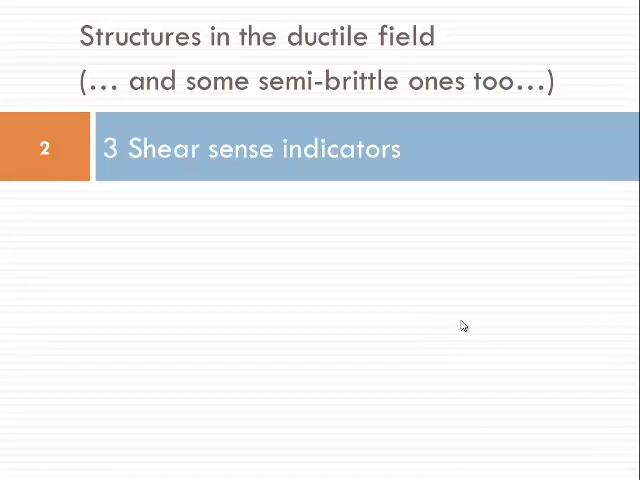 Structures in the ductile field
(… and some semi-brittle ones too…)
2
3 Shear sense indicators